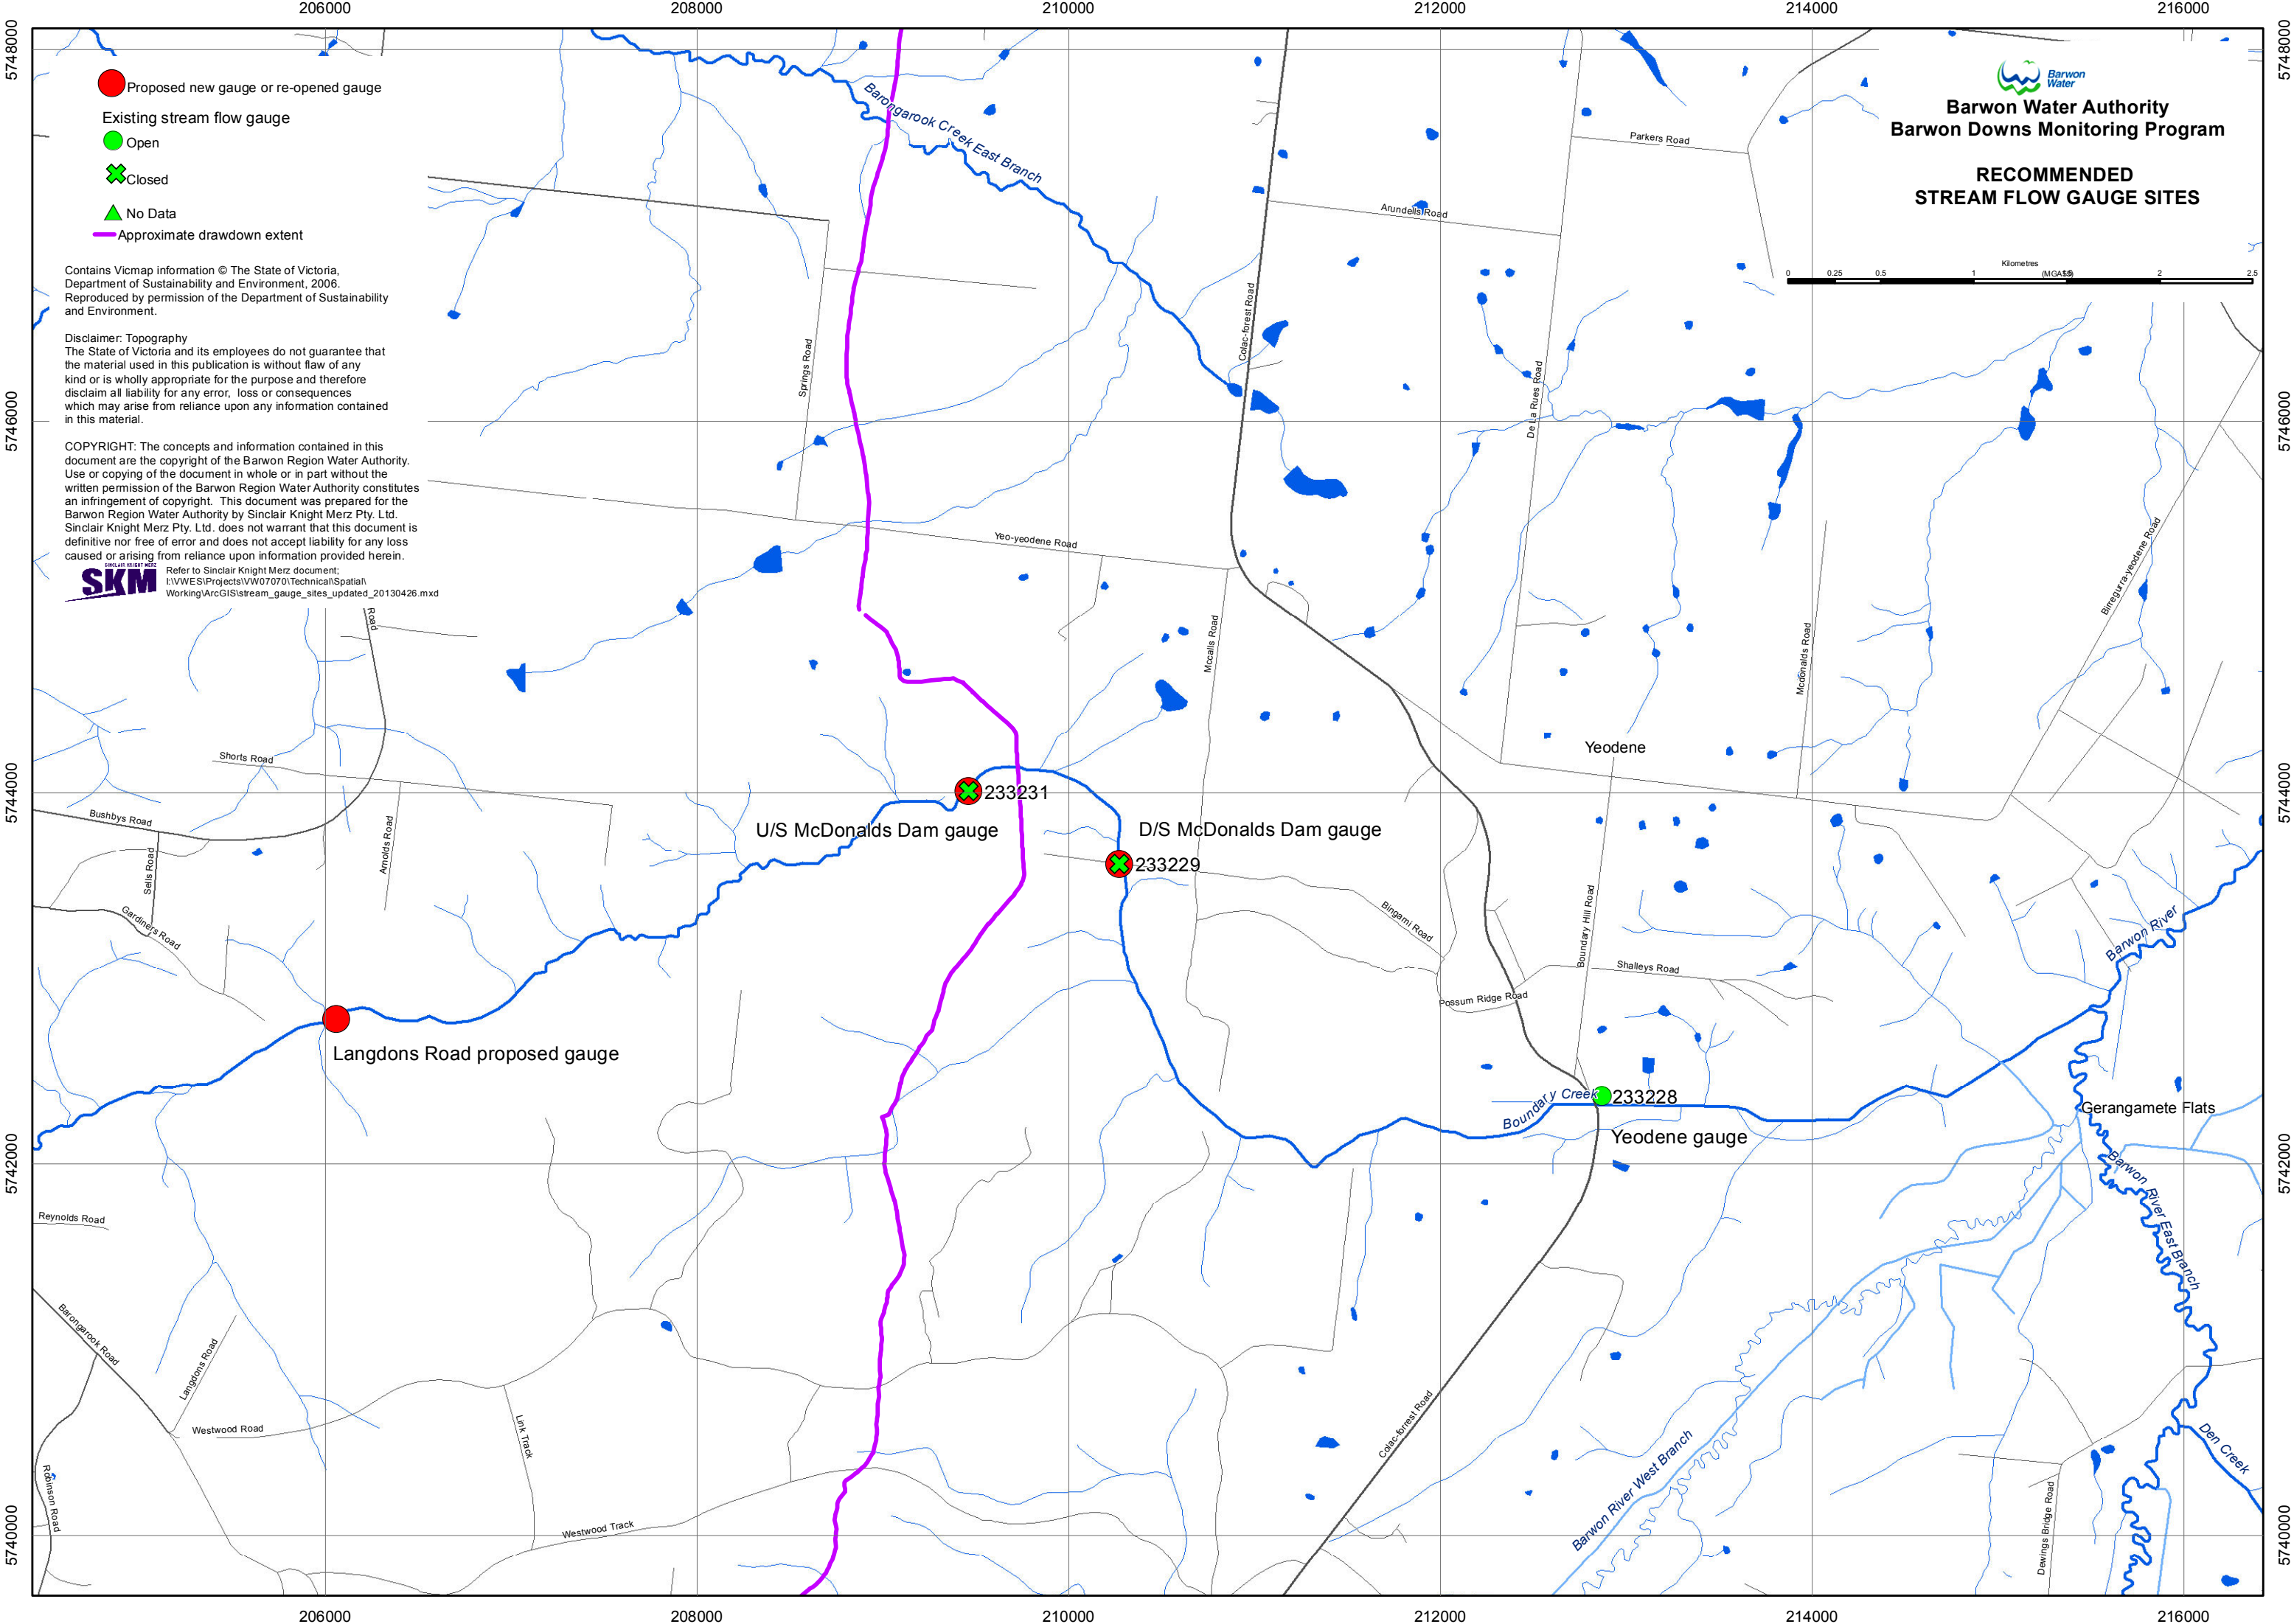 206000
208000
210000
212000
214000
216000
5748000
5748000
Proposed new gauge or re-opened gauge
Existing stream flow gauge
Open
Closed
No Data
Approximate drawdown extent
Contains Vicmap information © The State of Victoria,
Department of Sustainability and Environment, 2006.
Reproduced by permission of the Department of Sustainability
and Environment.
Disclaimer: Topography
The State of Victoria and its employees do not guarantee that
the material used in this publication is without flaw of any
kind or is wholly appropriate for the purpose and therefore
disclaim all liability for any error, loss or consequences
which may arise from reliance upon any information contained
in this material.
COPYRIGHT: The concepts and information contained in this
document are the copyright of the Barwon Region Water Authority.
Use or copying of the document in whole or in part without the
written permission of the Barwon Region Water Authority constitutes
an infringement of copyright. This document was prepared for the
Barwon Region Water Authority by Sinclair Knight Merz Pty. Ltd.
Sinclair Knight Merz Pty. Ltd. does not warrant that this document is
definitive nor free of error and does not accept liability for any loss
caused or arising from reliance upon information provided herein.
SINCLAIR KNIGHT MERZ
SKM
Refer to Sinclair Knight Merz document;
I:\VWES\Projects\VW07070\Technical\Spatial\
Working\ArcGIS\stream_gauge_sites_updated_20130426.mxd
Barwon
Water
Barwon Water Authority
Barwon Downs Monitoring Program
RECOMMENDED
STREAM FLOW GAUGE SITES
Kilometres
(MGA55)
0
0.25
0.5
1
2
2.5
Barongarook Creek East Branch
Parkers Road
Arundells Road
Colac-forest Road
Springs Road
De La Rues Road
5746000
5746000
Yeo-yeodene Road
Birregurra-yeodene Road
Road
Mccalls Road
Mcdonalds Road
Yeodene
Shorts Road
5744000
5744000
233231
Bushbys Road
Arnolds Road
U/S McDonalds Dam gauge
D/S McDonalds Dam gauge
Sells Road
233229
Gardiners Road
Bingami Road
Boundary Hill Road
Barwon River
Shalleys Road
Possum Ridge Road
Langdons Road proposed gauge
Boundary Creek
233228
Gerangamete Flats
Yeodene gauge
5742000
5742000
Barwon River East Branch
Reynolds Road
Barongarook Road
Langdons Road
Westwood Road
Link Track
Colac-forrest Road
Barwon River West Branch
Den Creek
Robinson Road
Westwood Track
Dewings Bridge Road
5740000
5740000
206000
208000
210000
212000
214000
216000